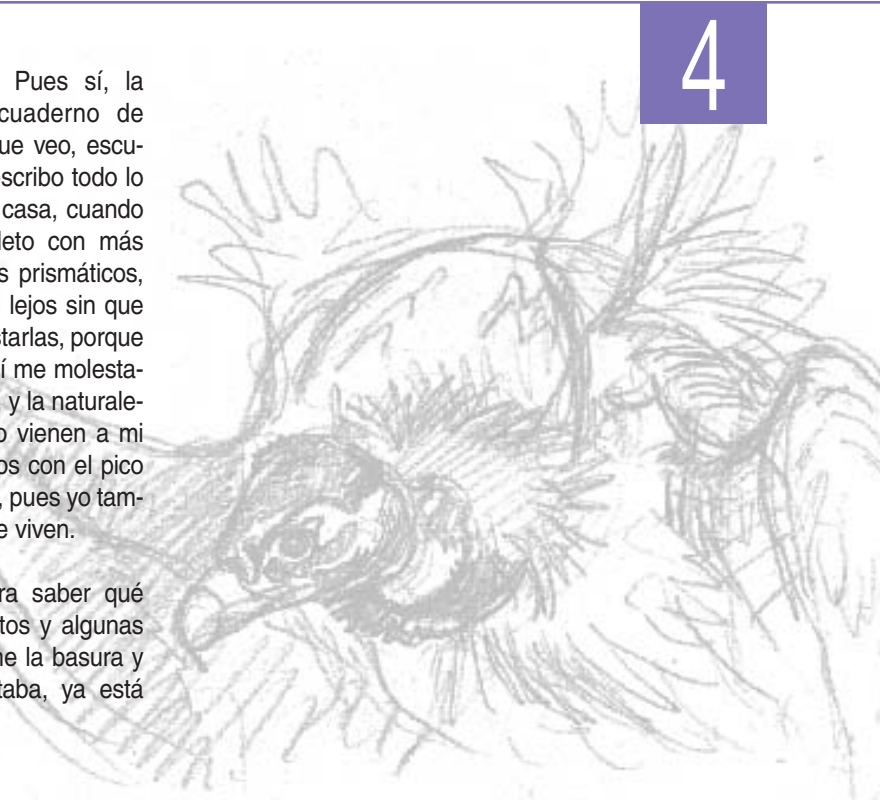 4
Pues sí, la
cuaderno de
ue veo, escu-
scribo todo lo
casa, cuando
leto con más
s prismáticos,
lejos sin que
starlas, porque
í me molesta-
y la naturale-
o vienen a mi
os con el pico
, pues yo tam-
e viven.
ra saber qué
tos y algunas
ne la basura y
taba, ya está